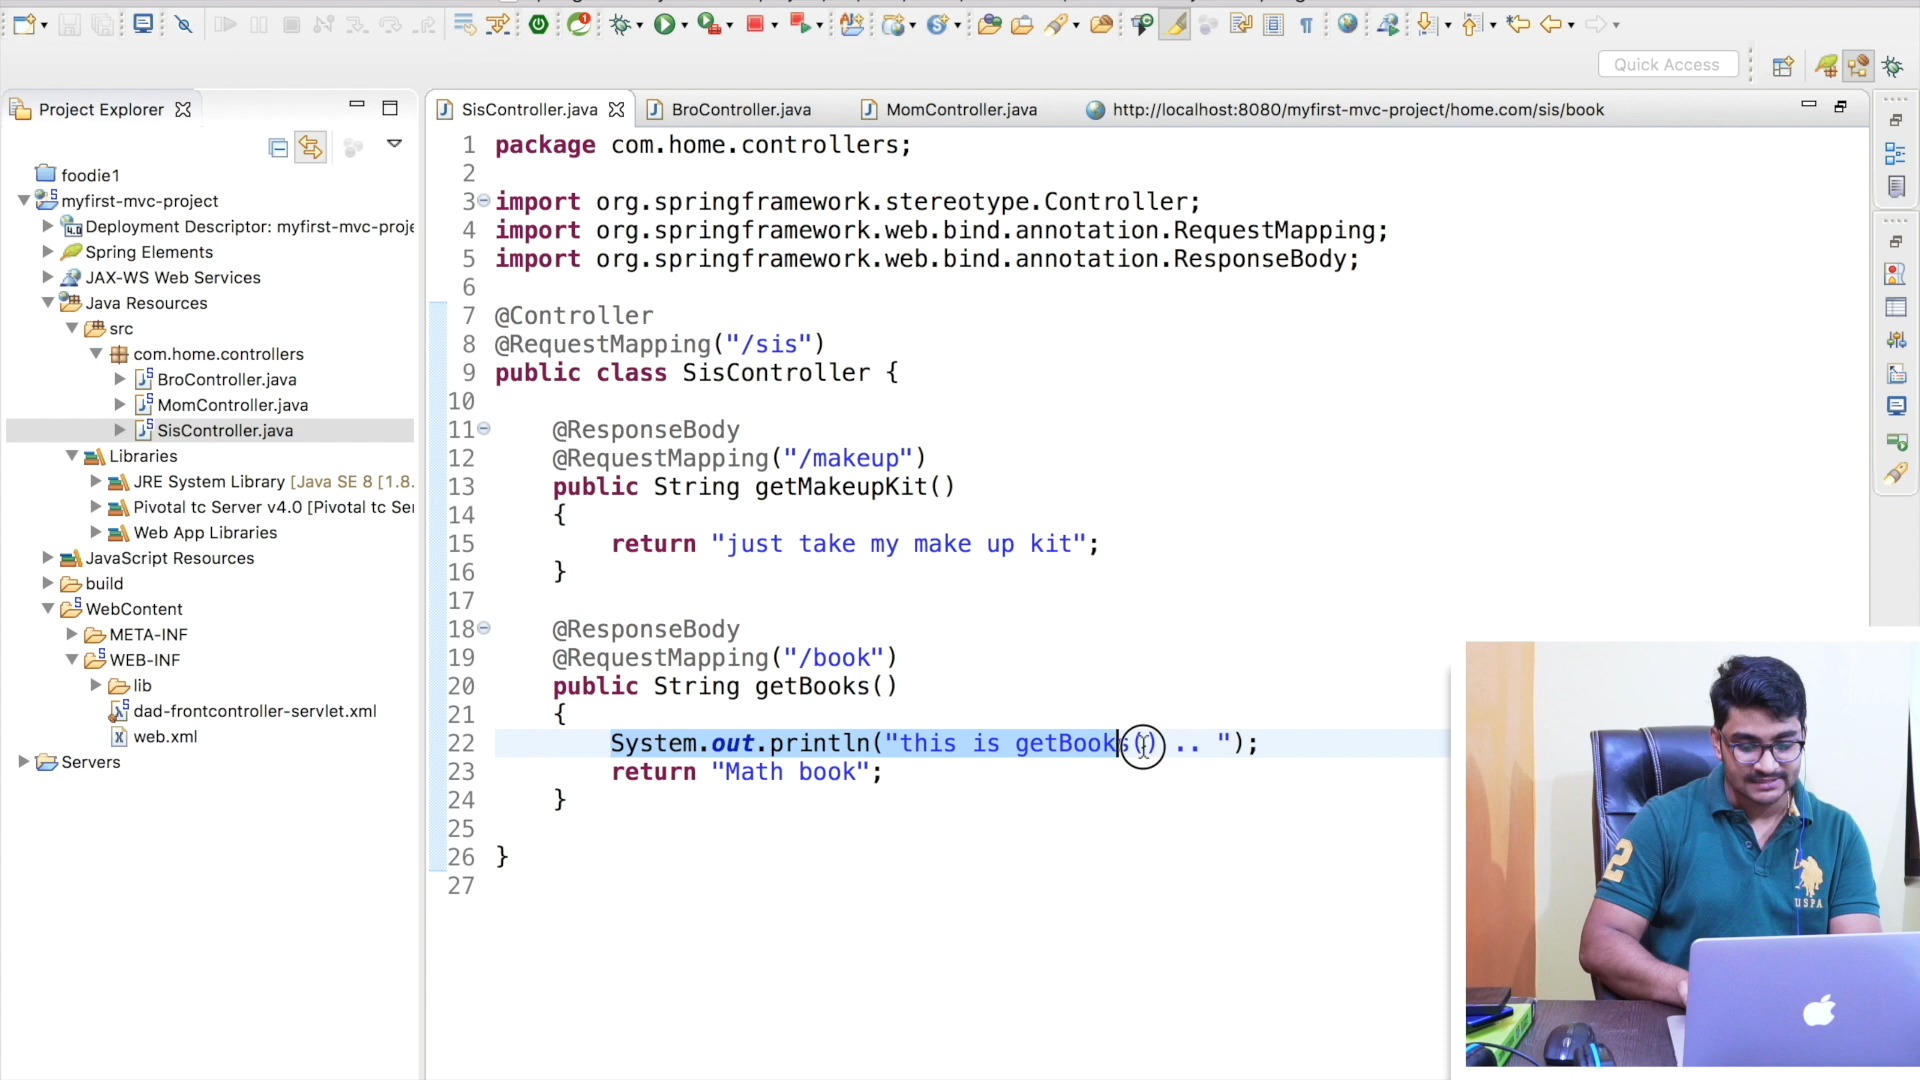 Quick Access
Project Explorer
SisController.java
BroController.java
MomController.java
http://localhost:8080/myfirst-mvc-project/home.com/sis/book
foodie1
myfirst-mvc-project
Deployment Descriptor: myfirst-mvc-proje
Spring Elements
JAX-WS Web Services
Java Resources
src
com.home.controllers
BroController.java
MomController.java
SisController.java
Libraries
JRE System Library [Java SE 8 [1.8.
Pivotal tc Server v4.0 [Pivotal tc Ser
Web App Libraries
JavaScript Resources
build
WebContent
META-INF
WEB-INF
lib
dad-frontcontroller-servlet.xml
web.xml
Servers
1 package com.home.controllers;
2
3 import org.springframework.stereotype.Controller;
4 import org.springframework.web.bind.annotation.RequestMapping;
5 import org.springframework.web.bind.annotation.ResponseBody;
6
7 @Controller
8 @RequestMapping("/sis")
9 public class SisController {
10
11 @ResponseBody
12 @RequestMapping("/makeup")
13 public String getMakeupKit()
14 {
15 return "just take my make up kit";
16 }
17
18 @ResponseBody
19 @RequestMapping("/book")
20 public String getBooks()
21 {
22 System.out.println("this is getBooks() .. ");
23 return "Math book";
24 }
25
26 }
27
2
USPA